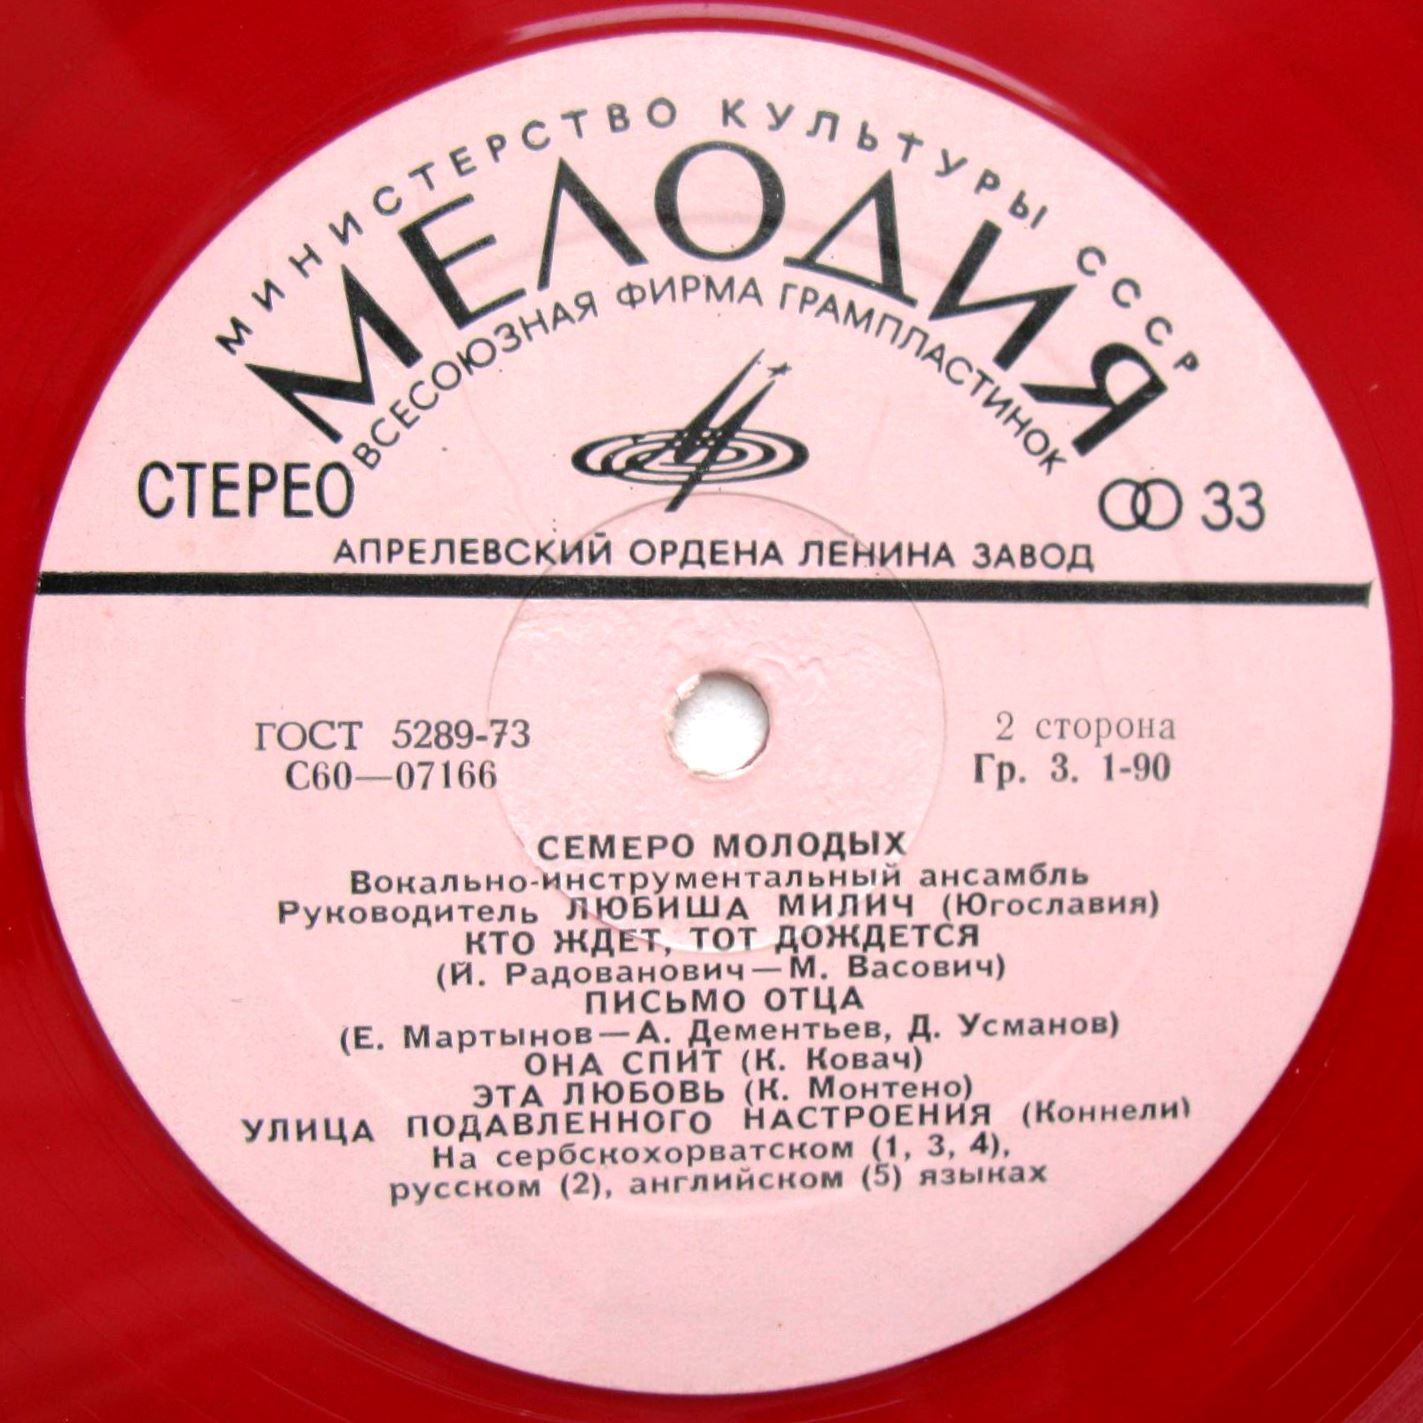 МИНИСТЕРСТВО КУЛЬТУРЫ СССР
МЕЛОДИЯ
ВСЕСОЮЗНАЯ ФИРМА ГРАМПЛАСТИНОК
СТЕРЕО
33
АПРЕЛЕВСКИЙ ОРДЕНА ЛЕНИНА ЗАВОД
ГОСТ 5289-73
С60—07166
2 сторона
Гр. 3. 1-90
СЕМЕРО МОЛОДЫХ
Вокально-инструментальный ансамбль
Руководитель ЛЮБИША МИЛИЧ (Югославия)
КТО ЖДЕТ, ТОТ ДОЖДЕТСЯ
(Й. Радованович—М. Васович)
ПИСЬМО ОТЦА
(Е. Мартынов—А. Дементьев, Д. Усманов)
ОНА СПИТ (К. Ковач)
ЭТА ЛЮБОВЬ (К. Монтено)
УЛИЦА ПОДАВЛЕННОГО НАСТРОЕНИЯ (Коннели)
На сербскохорватском (1, 3, 4),
русском (2), английском (5) языках